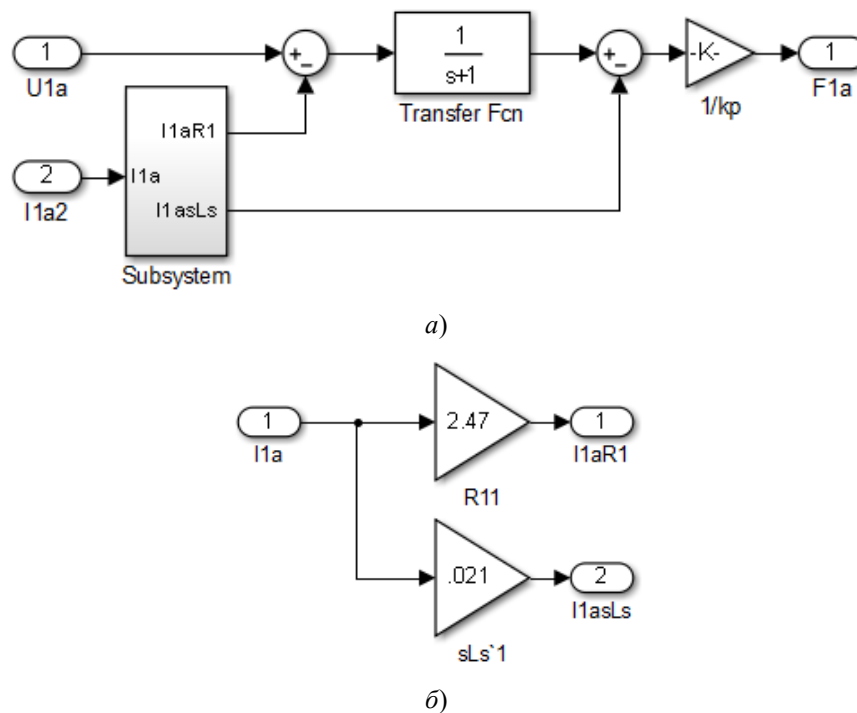 1
U1a
2
I1a2
I1aR1
I1a
I1asLs
Subsystem
+
−
1
s+1
Transfer Fcn
+
−
-K-
1/kp
1
F1a
а)
1
I1a
2.47
R11
1
I1aR1
.021
sLs`1
2
I1asLs
б)